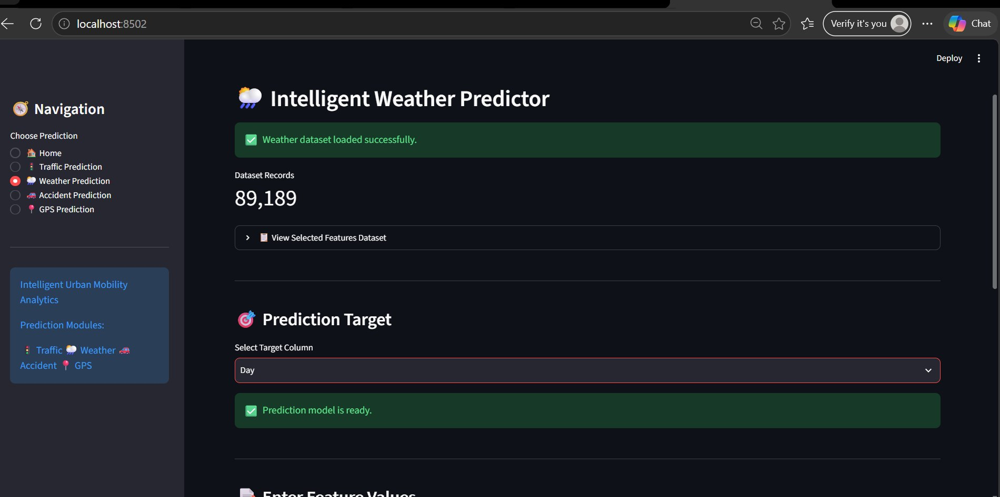 localhost:8502
Verify it's you
Chat
Deploy
Navigation
Choose Prediction
Home
Traffic Prediction
Weather Prediction
Accident Prediction
GPS Prediction
Intelligent Urban Mobility
Analytics
Prediction Modules:
Traffic Weather
Accident GPS
Intelligent Weather Predictor
Weather dataset loaded successfully.
Dataset Records
89,189
View Selected Features Dataset
Prediction Target
Select Target Column
Day
Prediction model is ready.
Enter Feature Values